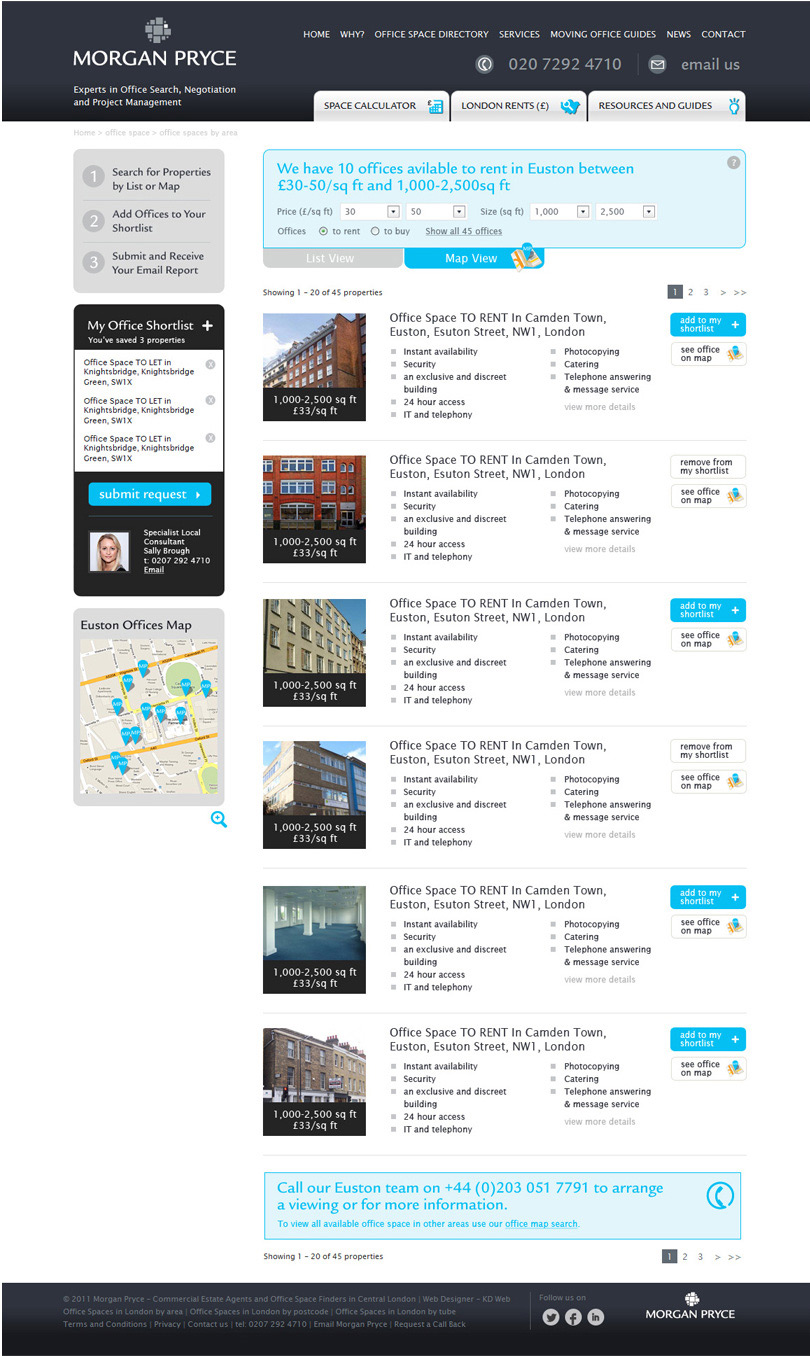 MORGAN PRYCE
Experts in Office Search, Negotiation
and Project Management
HOME WHY? OFFICE SPACE DIRECTORY SERVICES MOVING OFFICE GUIDES NEWS CONTACT
020 7292 4710 email us
SPACE CALCULATOR LONDON RENTS (£) RESOURCES AND GUIDES
Home > office space > office spaces by area
1 Search for Properties
by List or Map
2 Add Offices to Your
Shortlist
3 Submit and Receive
Your Email Report
My Office Shortlist +
You've saved 3 properties
Office Space TO LET in
Knightsbridge, Knightsbridge
Green, SW1X
X
Office Space TO LET in
Knightsbridge, Knightsbridge
Green, SW1X
X
Office Space TO LET in
Knightsbridge, Knightsbridge
Green, SW1X
X
submit request
Specialist Local
Consultant
Sally Brough
t: 0207 292 4710
Email
Euston Offices Map
We have 10 offices avilable to rent in Euston between
£30-50/sq ft and 1,000-2,500sq ft
?
Price (£/sq ft) 30 50 Size (sq ft) 1,000 2,500
Offices to rent to buy Show all 45 offices
List View Map View
Showing 1 - 20 of 45 properties 1 2 3 > >>
Office Space TO RENT In Camden Town,
Euston, Esuton Street, NW1, London
Instant availability
Security
an exclusive and discreet
building
24 hour access
IT and telephony
Photocopying
Catering
Telephone answering
& message service
view more details
1,000-2,500 sq ft
£33/sq ft
add to my
shortlist +
see office
on map
Office Space TO RENT In Camden Town,
Euston, Esuton Street, NW1, London
Instant availability
Security
an exclusive and discreet
building
24 hour access
IT and telephony
Photocopying
Catering
Telephone answering
& message service
view more details
1,000-2,500 sq ft
£33/sq ft
remove from
my shortlist
see office
on map
Office Space TO RENT In Camden Town,
Euston, Esuton Street, NW1, London
Instant availability
Security
an exclusive and discreet
building
24 hour access
IT and telephony
Photocopying
Catering
Telephone answering
& message service
view more details
1,000-2,500 sq ft
£33/sq ft
add to my
shortlist +
see office
on map
Office Space TO RENT In Camden Town,
Euston, Esuton Street, NW1, London
Instant availability
Security
an exclusive and discreet
building
24 hour access
IT and telephony
Photocopying
Catering
Telephone answering
& message service
view more details
1,000-2,500 sq ft
£33/sq ft
remove from
my shortlist
see office
on map
Office Space TO RENT In Camden Town,
Euston, Esuton Street, NW1, London
Instant availability
Security
an exclusive and discreet
building
24 hour access
IT and telephony
Photocopying
Catering
Telephone answering
& message service
view more details
1,000-2,500 sq ft
£33/sq ft
add to my
shortlist +
see office
on map
Office Space TO RENT In Camden Town,
Euston, Esuton Street, NW1, London
Instant availability
Security
an exclusive and discreet
building
24 hour access
IT and telephony
Photocopying
Catering
Telephone answering
& message service
view more details
1,000-2,500 sq ft
£33/sq ft
add to my
shortlist +
see office
on map
Call our Euston team on +44 (0)203 051 7791 to arrange
a viewing or for more information.
To view all available office space in other areas use our office map search.
Showing 1 - 20 of 45 properties 1 2 3 > >>
© 2011 Morgan Pryce - Commercial Estate Agents and Office Space Finders in Central London | Web Designer - KD Web
Office Spaces in London by area | Office Spaces in London by postcode | Office Spaces in London by tube
Terms and Conditions | Privacy | Contact us | tel: 0207 292 4710 | Email Morgan Pryce | Request a Call Back
Follow us on
MORGAN PRYCE